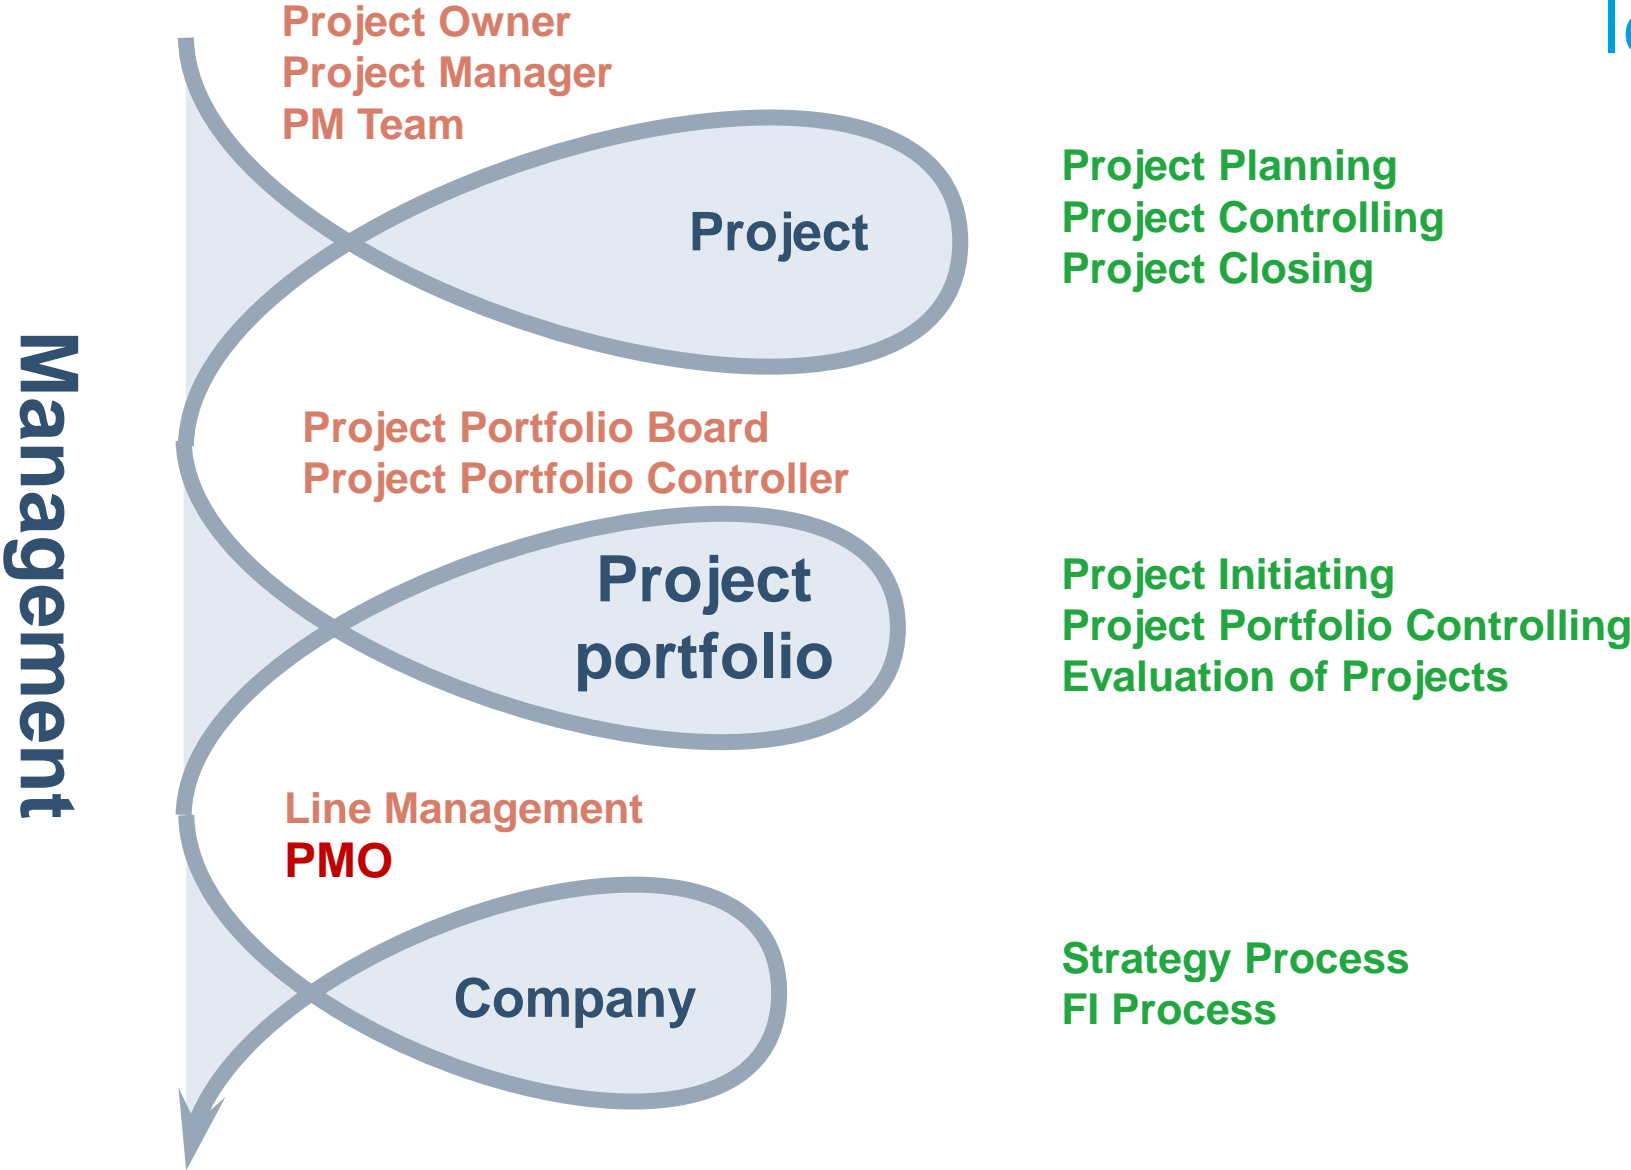 Project Owner
Project Manager
PM Team
Project
Project Planning
Project Controlling
Project Closing
Management
Project Portfolio Board
Project Portfolio Controller
Project
portfolio
Project Initiating
Project Portfolio Controlling
Evaluation of Projects
Line Management
PMO
Company
Strategy Process
FI Process